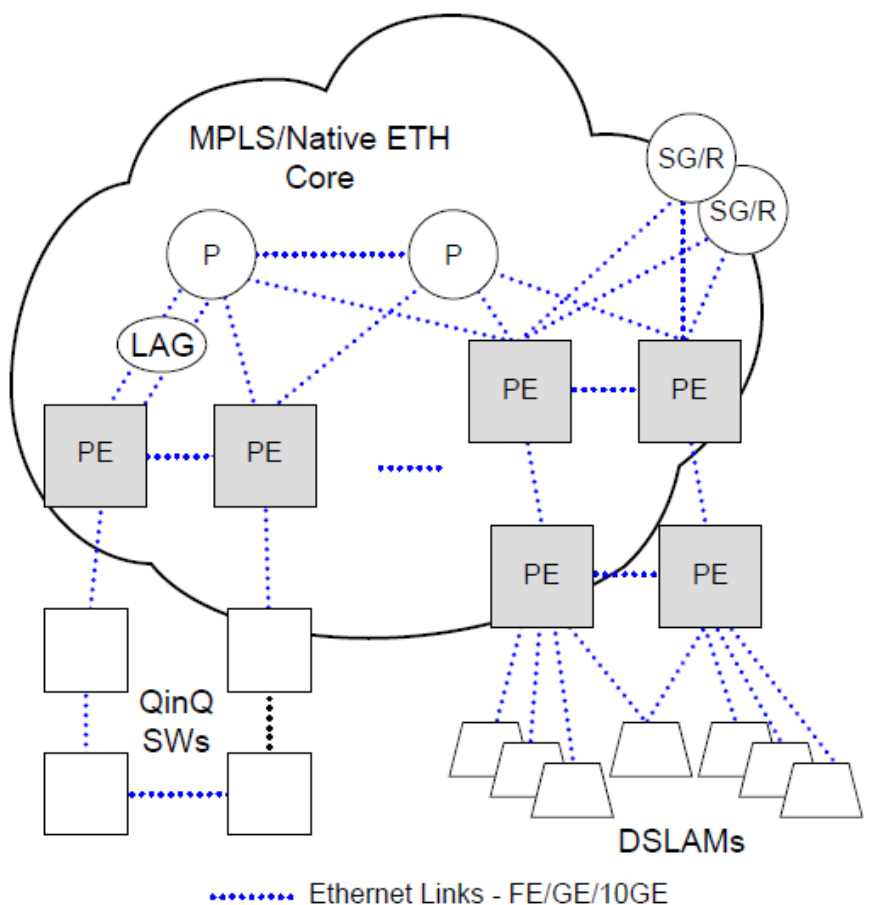 MPLS/Native ETH
Core
SG/R
SG/R
P
P
LAG
PE
PE
PE
PE
PE
PE
QinQ
SWs
DSLAMs
Ethernet Links - FE/GE/10GE